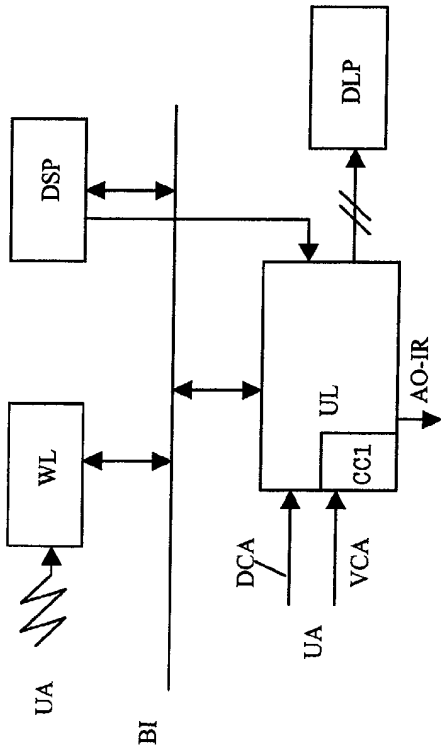 UA
WL
DSP
BI
DCA
UA
VCA
CC1
UL
AO-IR
DLP